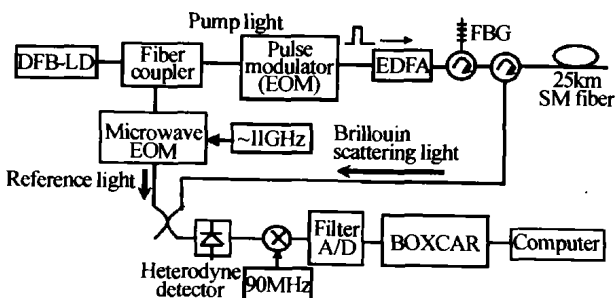 Pump light
DFB-LD
Fiber
coupler
Pulse
modulator
(EOM)
EDFA
FBG
25km
SM fiber
Microwave
EOM
~11GHz
Brillouin
scattering light
Reference light
Heterodyne
detector
90MHz
Filter
A/D
BOXCAR
Computer